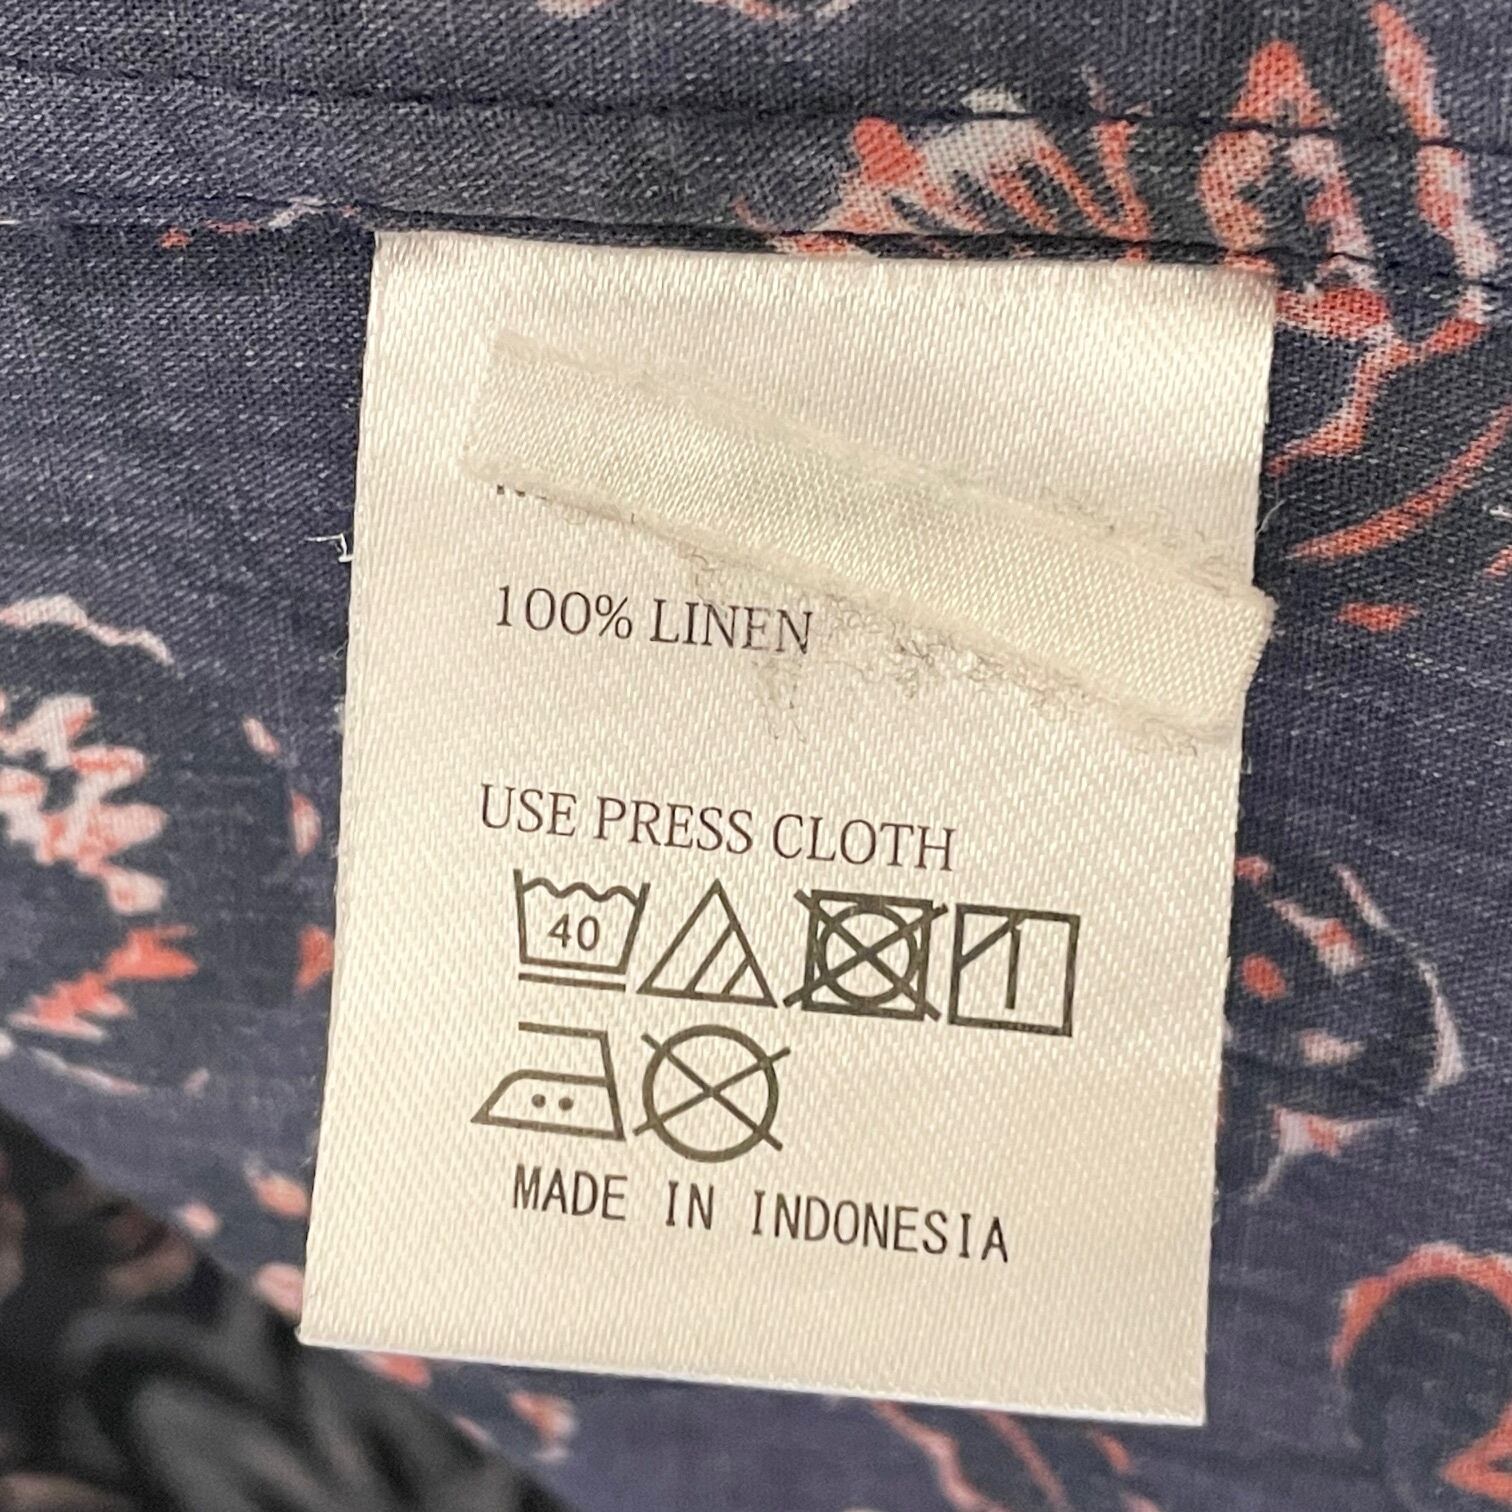 100% LINEN
USE PRESS CLOTH
40
MADE IN INDONESIA